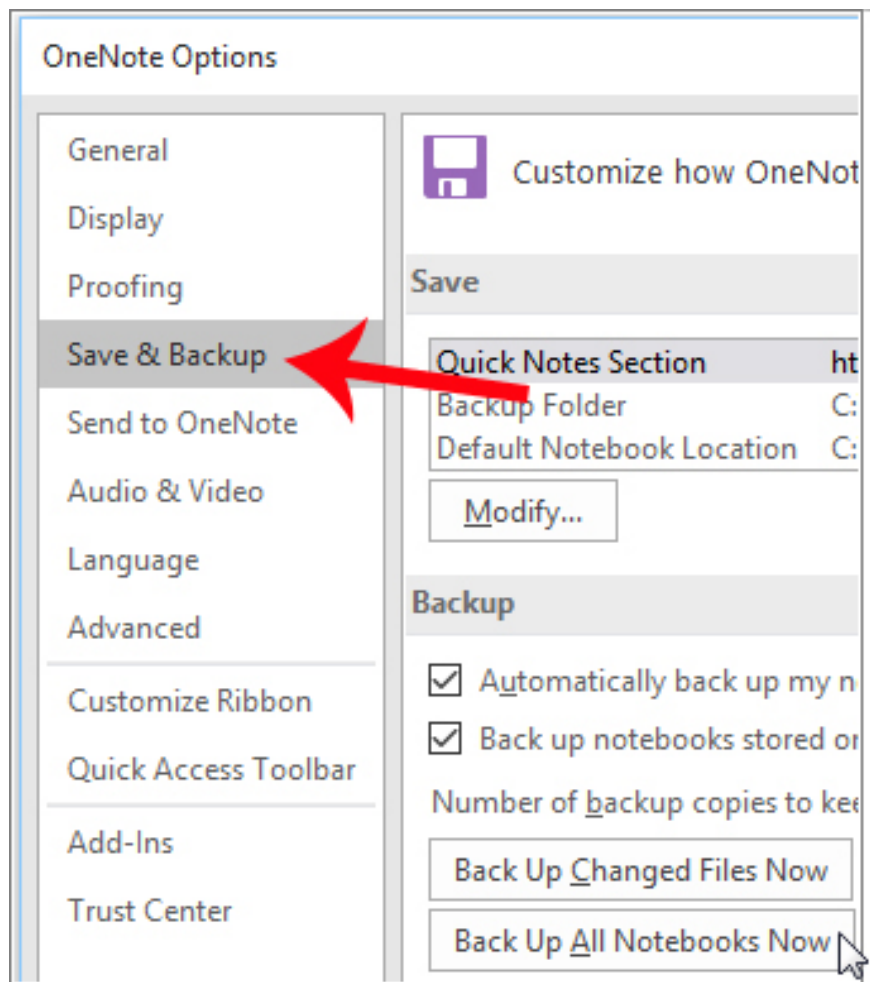 OneNote Options
General
Display
Proofing
Save & Backup
Send to OneNote
Audio & Video
Language
Advanced
Customize Ribbon
Quick Access Toolbar
Add-Ins
Trust Center
Customize how OneNot
Save
Quick Notes Section ht
Backup Folder C:
Default Notebook Location C:
Modify...
Backup
Automatically back up my n
Back up notebooks stored or
Number of backup copies to kee
Back Up Changed Files Now
Back Up All Notebooks Now